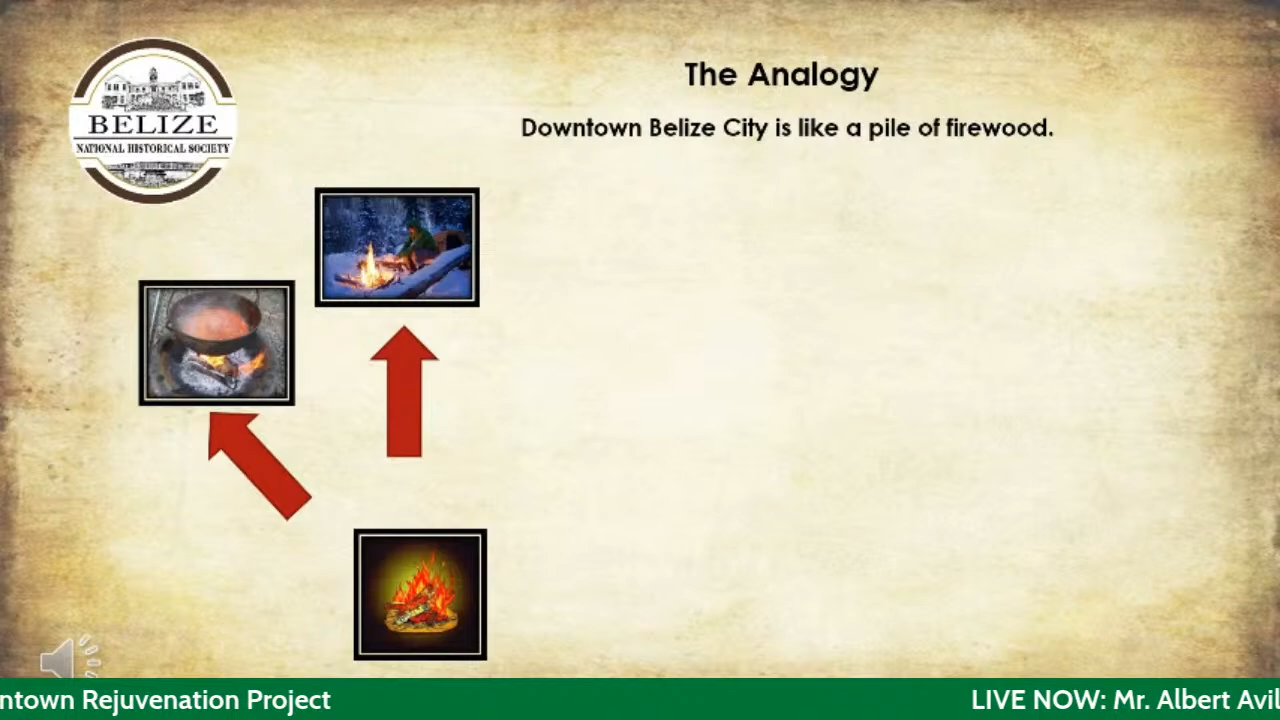 The Analogy
Downtown Belize City is like a pile of firewood.
BELIZE
NATIONAL HISTORICAL SOCIETY
ntown Rejuvenation Project
LIVE NOW: Mr. Albert Avil